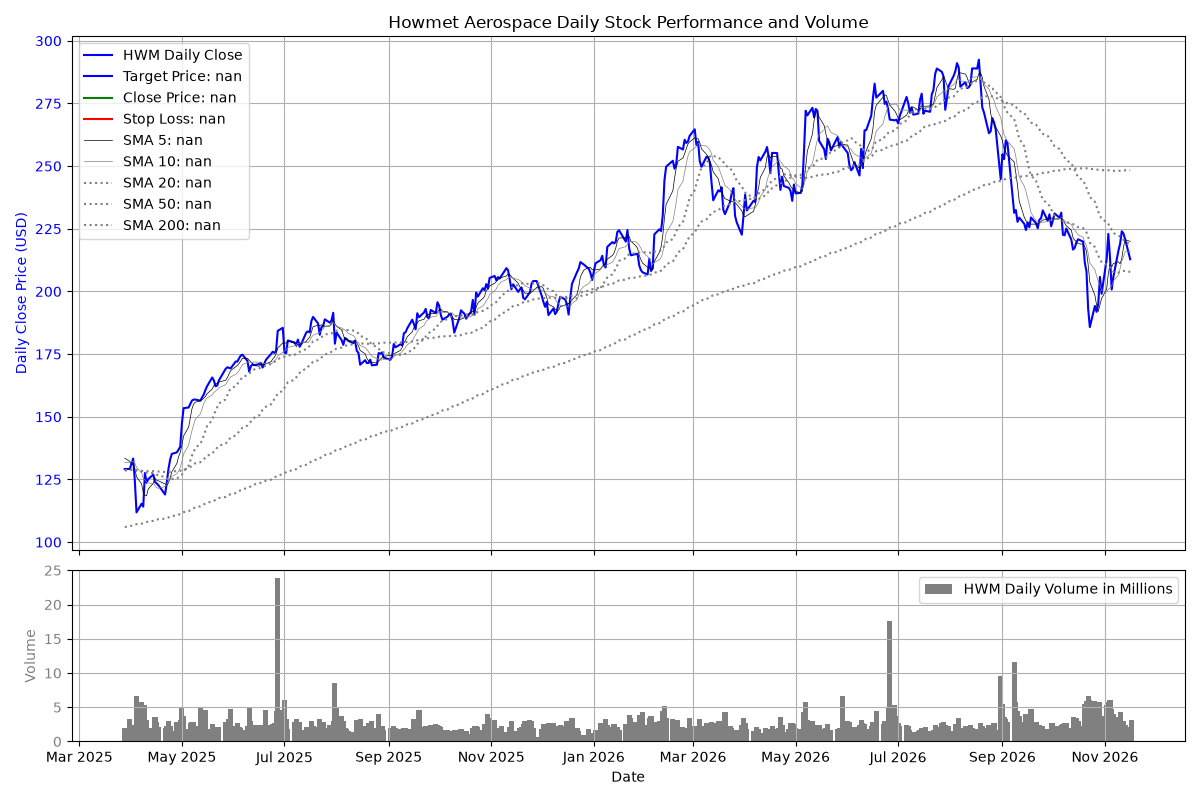 Howmet Aerospace Daily Stock Performance and Volume
300
275
250
225
200
175
150
125
100
Daily Close Price (USD)
HWM Daily Close
Target Price: nan
Close Price: nan
Stop Loss: nan
SMA 5: nan
SMA 10: nan
SMA 20: nan
SMA 50: nan
SMA 200: nan
25
20
15
10
5
0
Volume
HWM Daily Volume in Millions
Mar 2025 May 2025 Jul 2025 Sep 2025 Nov 2025 Jan 2026 Mar 2026 May 2026 Jul 2026 Sep 2026 Nov 2026
Date